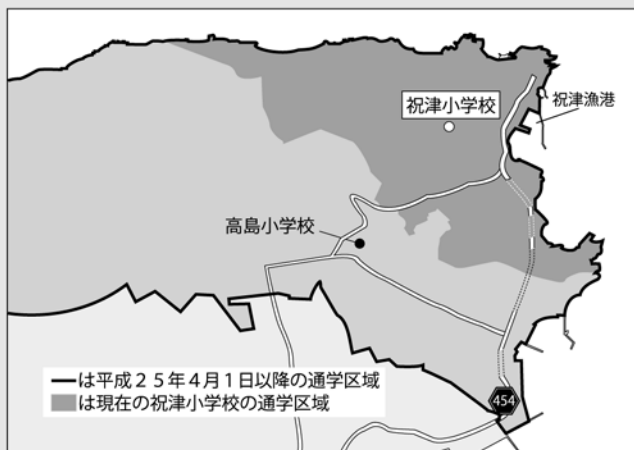 祝津小学校
祝津漁港
高島小学校
は平成２５年４月１日以降の通学区域
は現在の祝津小学校の通学区域
454